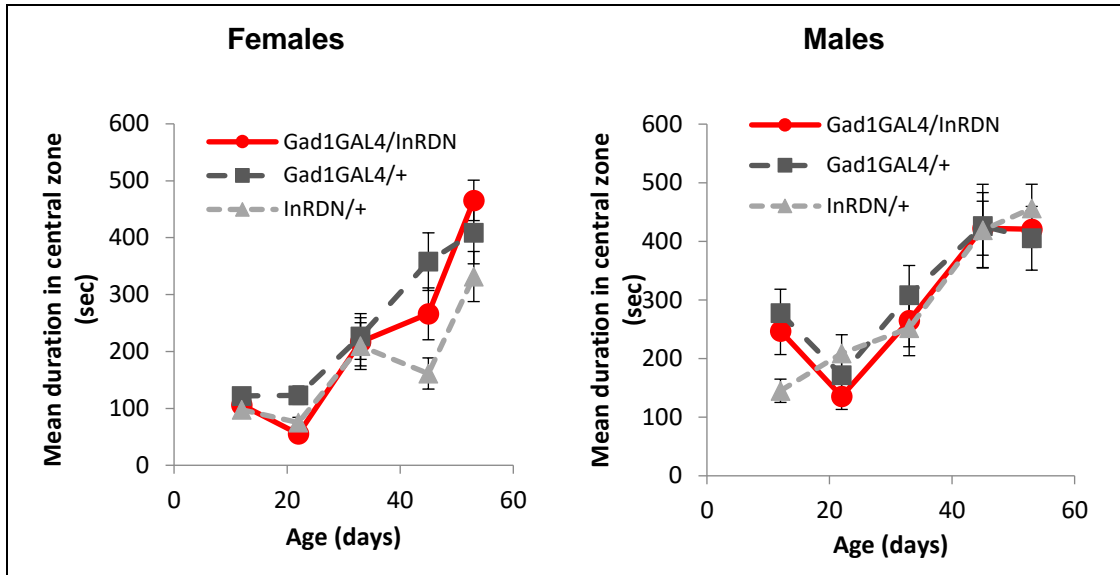 Females
Gad1GAL4/InRDN
Gad1GAL4/+
InRDN/+
600
500
400
300
200
100
0
0
20
40
60
Mean duration in central zone
(sec)
Age (days)
Males
Gad1GAL4/InRDN
Gad1GAL4/+
InRDN/+
600
500
400
300
200
100
0
0
20
40
60
Mean duration in central zone
(sec)
Age (days)